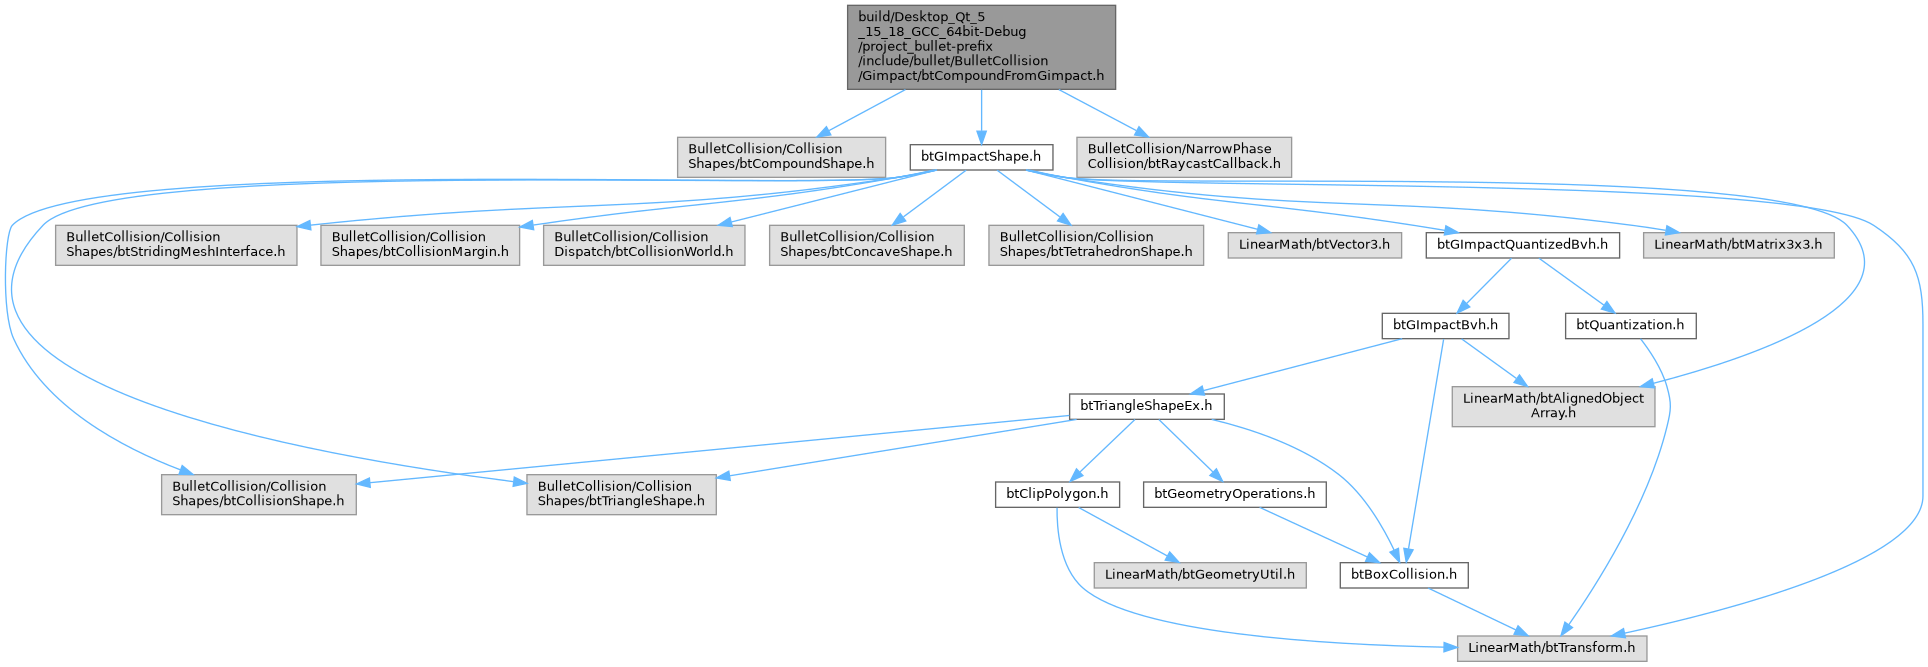 build/Desktop_Qt_5
_15_18_GCC_64bit-Debug
/project_bullet-prefix
/include/bullet/BulletCollision
/Gimpact/btCompoundFromGimpact.h
BulletCollision/Collision
Shapes/btCompoundShape.h
btGImpactShape.h
BulletCollision/NarrowPhase
Collision/btRaycastCallback.h
BulletCollision/Collision
Shapes/btStridingMeshInterface.h
BulletCollision/Collision
Shapes/btCollisionMargin.h
BulletCollision/Collision
Dispatch/btCollisionWorld.h
BulletCollision/Collision
Shapes/btConcaveShape.h
BulletCollision/Collision
Shapes/btTetrahedronShape.h
LinearMath/btVector3.h
btGImpactQuantizedBvh.h
LinearMath/btMatrix3x3.h
btGImpactBvh.h
btQuantization.h
btTriangleShapeEx.h
LinearMath/btAlignedObject
Array.h
BulletCollision/Collision
Shapes/btCollisionShape.h
BulletCollision/Collision
Shapes/btTriangleShape.h
btClipPolygon.h
btGeometryOperations.h
LinearMath/btGeometryUtil.h
btBoxCollision.h
LinearMath/btTransform.h